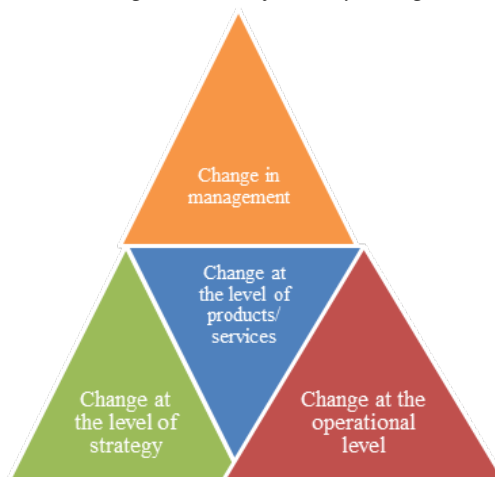 Change in
management
Change at
the level of
products/
services
Change at
the level of
strategy
Change at the
operational
level